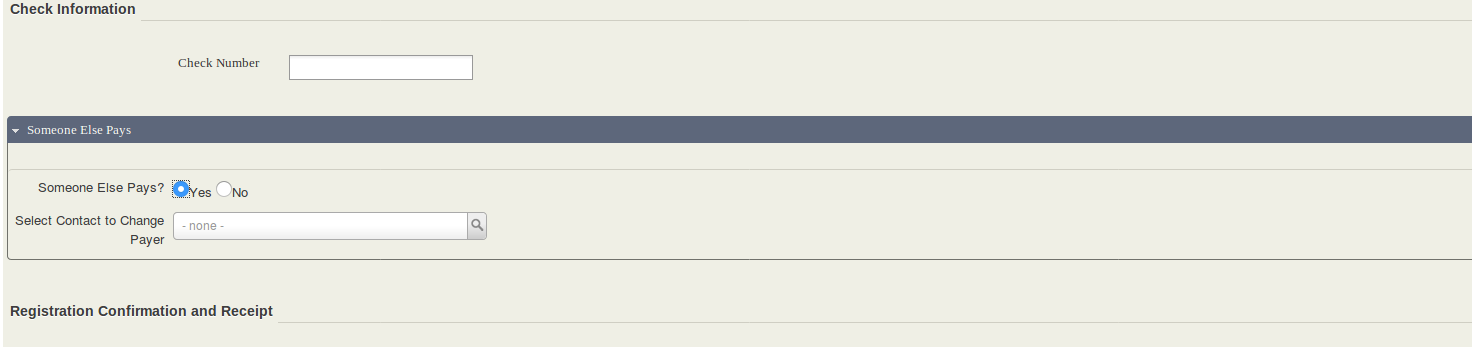 Check Information
Check Number
Someone Else Pays
Someone Else Pays? Yes No
Select Contact to Change
Payer
- none -
Registration Confirmation and Receipt